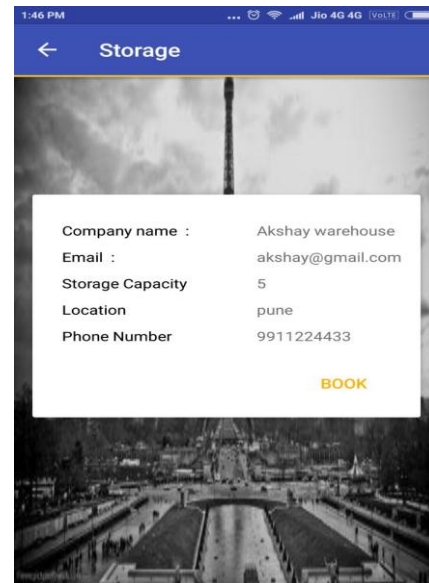 1:46 PM ... Jio 4G 4G VoLTE
← Storage
Company name : Akshay warehouse
Email : akshay@gmail.com
Storage Capacity 5
Location pune
Phone Number 9911224433
BOOK